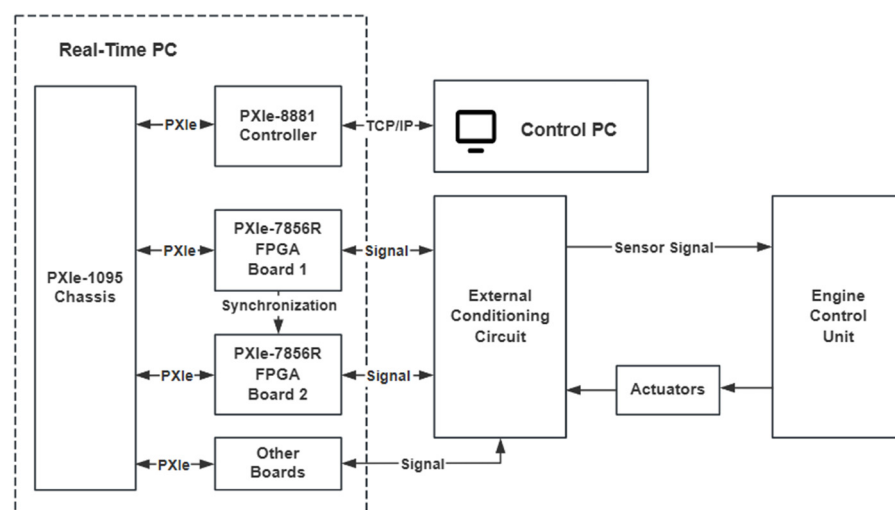 Real-Time PC
PXIe-1095
Chassis
PXIe
PXIe-8881
Controller
TCP/IP
Control PC
PXIe
PXIe-7856R
FPGA
Board 1
Signal
Synchronization
PXIe
PXIe-7856R
FPGA
Board 2
Signal
PXIe
Other
Boards
Signal
External
Conditioning
Circuit
Sensor Signal
Actuators
Engine
Control
Unit